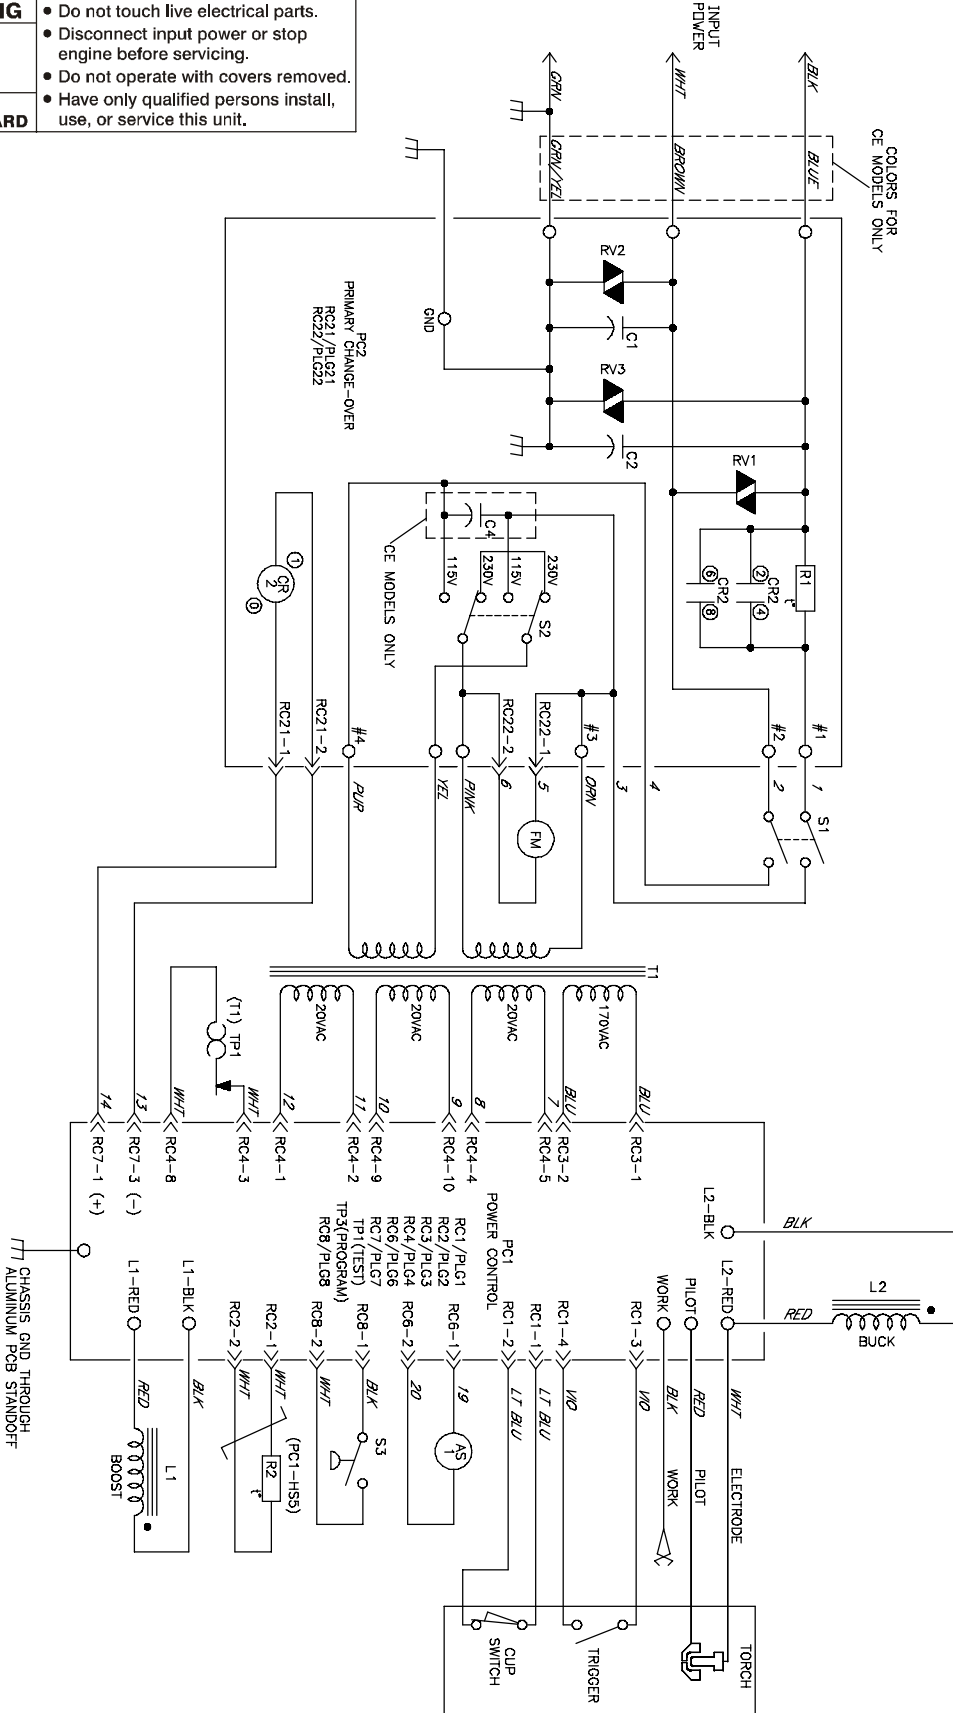 NG
ARD
• Do not touch live electrical parts.
• Disconnect input power or stop
engine before servicing.
• Do not operate with covers removed.
• Have only qualified persons install,
use, or service this unit.
INPUT
POWER
GRN
WHT
BLK
GRN/YEL
BROWN
BLUE
COLORS FOR
CE MODELS ONLY
RV2
C1
RV3
C2
RV1
GND
PC2
PRIMARY CHANGE-OVER
RC21/PLG21
RC22/PLG22
R1
t°
2
CR2
4
6
CR2
8
C4
CE MODELS ONLY
115V
230V
115V
230V
S2
1
CR
2
0
RC21-1
RC21-2
#4
RC22-2
RC22-1
#3
#2
#1
PUR
YEL
PINK
6
5
ORN
3
4
2
1
FM
S1
T1
20VAC
20VAC
20VAC
170VAC
(T1) TP1
14
13
WHT
WHT
12
11
10
9
8
7
BLU
BLU
RC7-1 (+)
RC7-3 (-)
RC4-8
RC4-3
RC4-1
RC4-2
RC4-9
RC4-10
RC4-4
RC4-5
RC3-2
RC3-1
PC1
POWER CONTROL
RC1/PLG1
RC2/PLG2
RC3/PLG3
RC4/PLG4
RC6/PLG6
RC7/PLG7
TP1(TEST)
TP3(PROGRAM)
RC8/PLG8
L2-BLK
BLK
L2-RED
RED
L2
BUCK
CHASSIS GND THROUGH
ALUMINUM PCB STANDOFF
L1-RED
L1-BLK
RC2-2
RC2-1
RC8-2
RC8-1
RC6-2
RC6-1
RC1-2
RC1-1
RC1-4
RC1-3
WORK
PILOT
RED
BLK
WHT
WHT
WHT
BLK
20
19
LT BLU
LT BLU
VIO
VIO
BLK
RED
WHT
L1
BOOST
R2
t°
(PC1-HS5)
S3
AS
1
WORK
PILOT
ELECTRODE
CUP
SWITCH
TRIGGER
TORCH